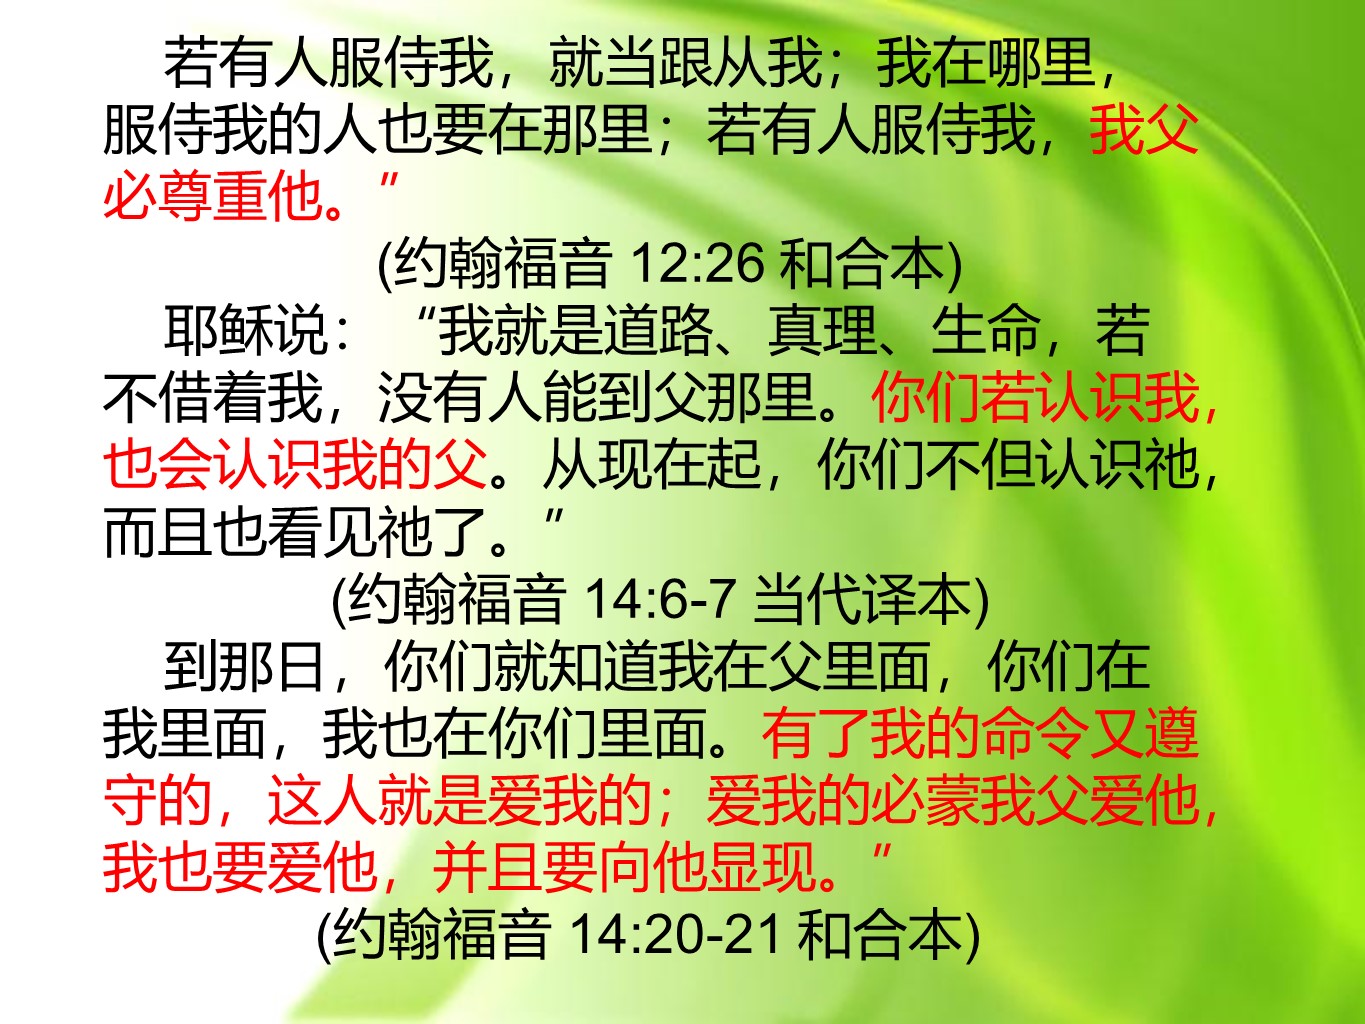 若有人服侍我，就当跟从我；我在哪里，
服侍我的人也要在那里；若有人服侍我，我父
必尊重他。”
(约翰福音 12:26 和合本)
耶稣说：“我就是道路、真理、生命，若
不借着我，没有人能到父那里。你们若认识我，
也会认识我的父。从现在起，你们不但认识祂，
而且也看见祂了。”
(约翰福音 14:6-7 当代译本)
到那日，你们就知道我在父里面，你们在
我里面，我也在你们里面。有了我的命令又遵
守的，这人就是爱我的；爱我的必蒙我父爱他，
我也要爱他，并且要向他显现。”
(约翰福音 14:20-21 和合本)